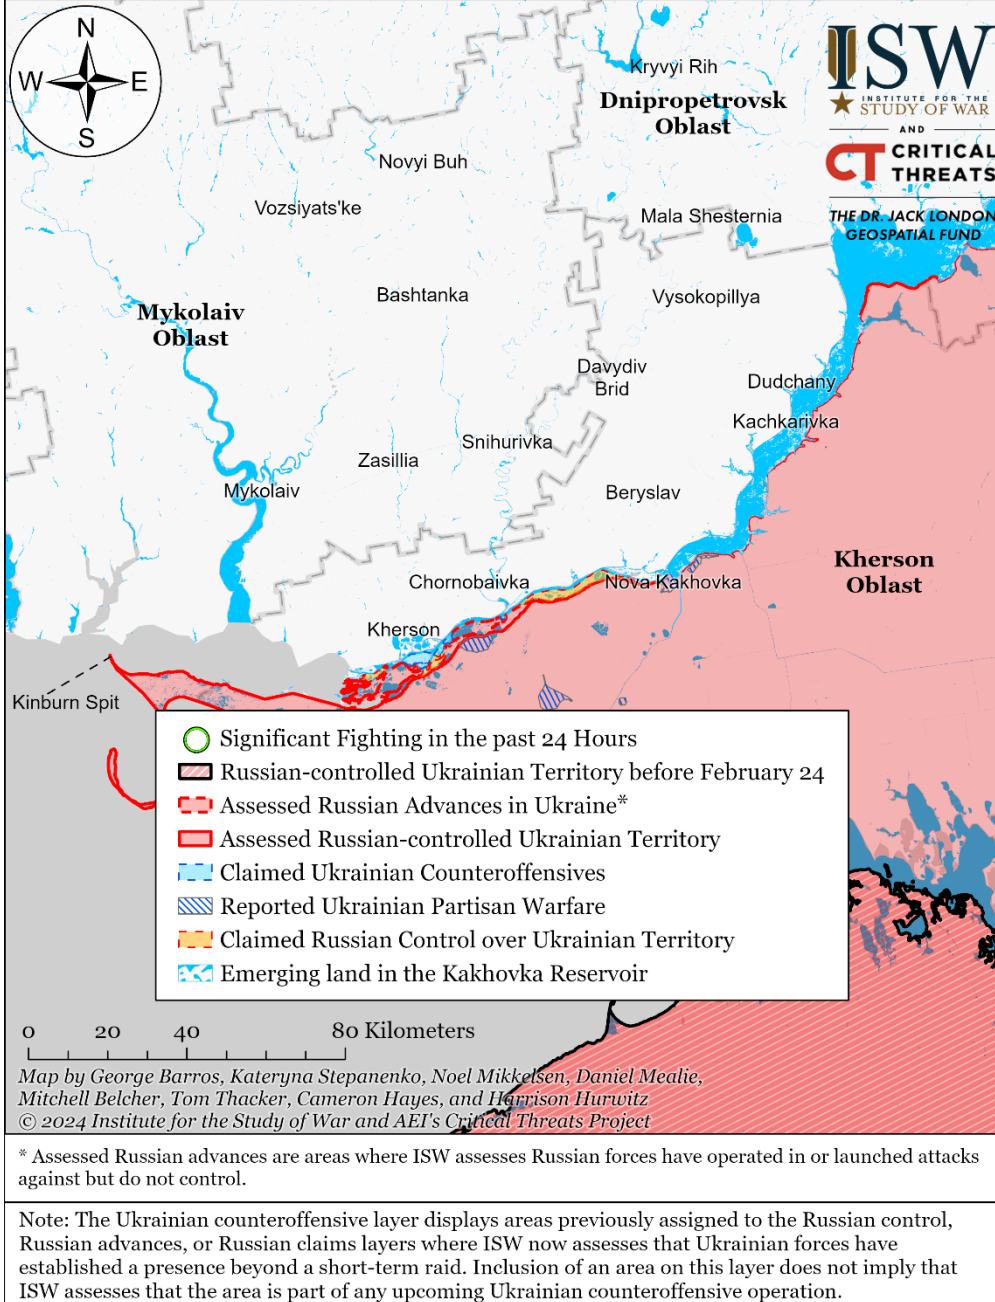 N
W
E
S
ISW
INSTITUTE FOR THE
STUDY OF WAR
AND
CT CRITICAL
THREATS
THE DR. JACK LONDON
GEOSPATIAL FUND
Kryvyi Rih
Dnipropetrovsk
Oblast
Novyi Buh
Vozsiyats'ke
Mala Shesternia
Bashtanka
Vysokopillya
Mykolaiv
Oblast
Davydiv
Brid
Dudchany
Kachkarivka
Snihurivka
Zasillia
Mykolaiv
Beryslav
Kherson
Oblast
Chornobaivka
Nova Kakhovka
Kherson
Kinburn Spit
Significant Fighting in the past 24 Hours
Russian-controlled Ukrainian Territory before February 24
Assessed Russian Advances in Ukraine*
Assessed Russian-controlled Ukrainian Territory
Claimed Ukrainian Counteroffensives
Reported Ukrainian Partisan Warfare
Claimed Russian Control over Ukrainian Territory
Emerging land in the Kakhovka Reservoir
0 20 40 80 Kilometers
Map by George Barros, Kateryna Stepanenko, Noel Mikkelsen, Daniel Mealie,
Mitchell Belcher, Tom Thacker, Cameron Hayes, and Harrison Hurwitz
© 2024 Institute for the Study of War and AEI's Critical Threats Project
* Assessed Russian advances are areas where ISW assesses Russian forces have operated in or launched attacks
against but do not control.
Note: The Ukrainian counteroffensive layer displays areas previously assigned to the Russian control,
Russian advances, or Russian claims layers where ISW now assesses that Ukrainian forces have
established a presence beyond a short-term raid. Inclusion of an area on this layer does not imply that
ISW assesses that the area is part of any upcoming Ukrainian counteroffensive operation.